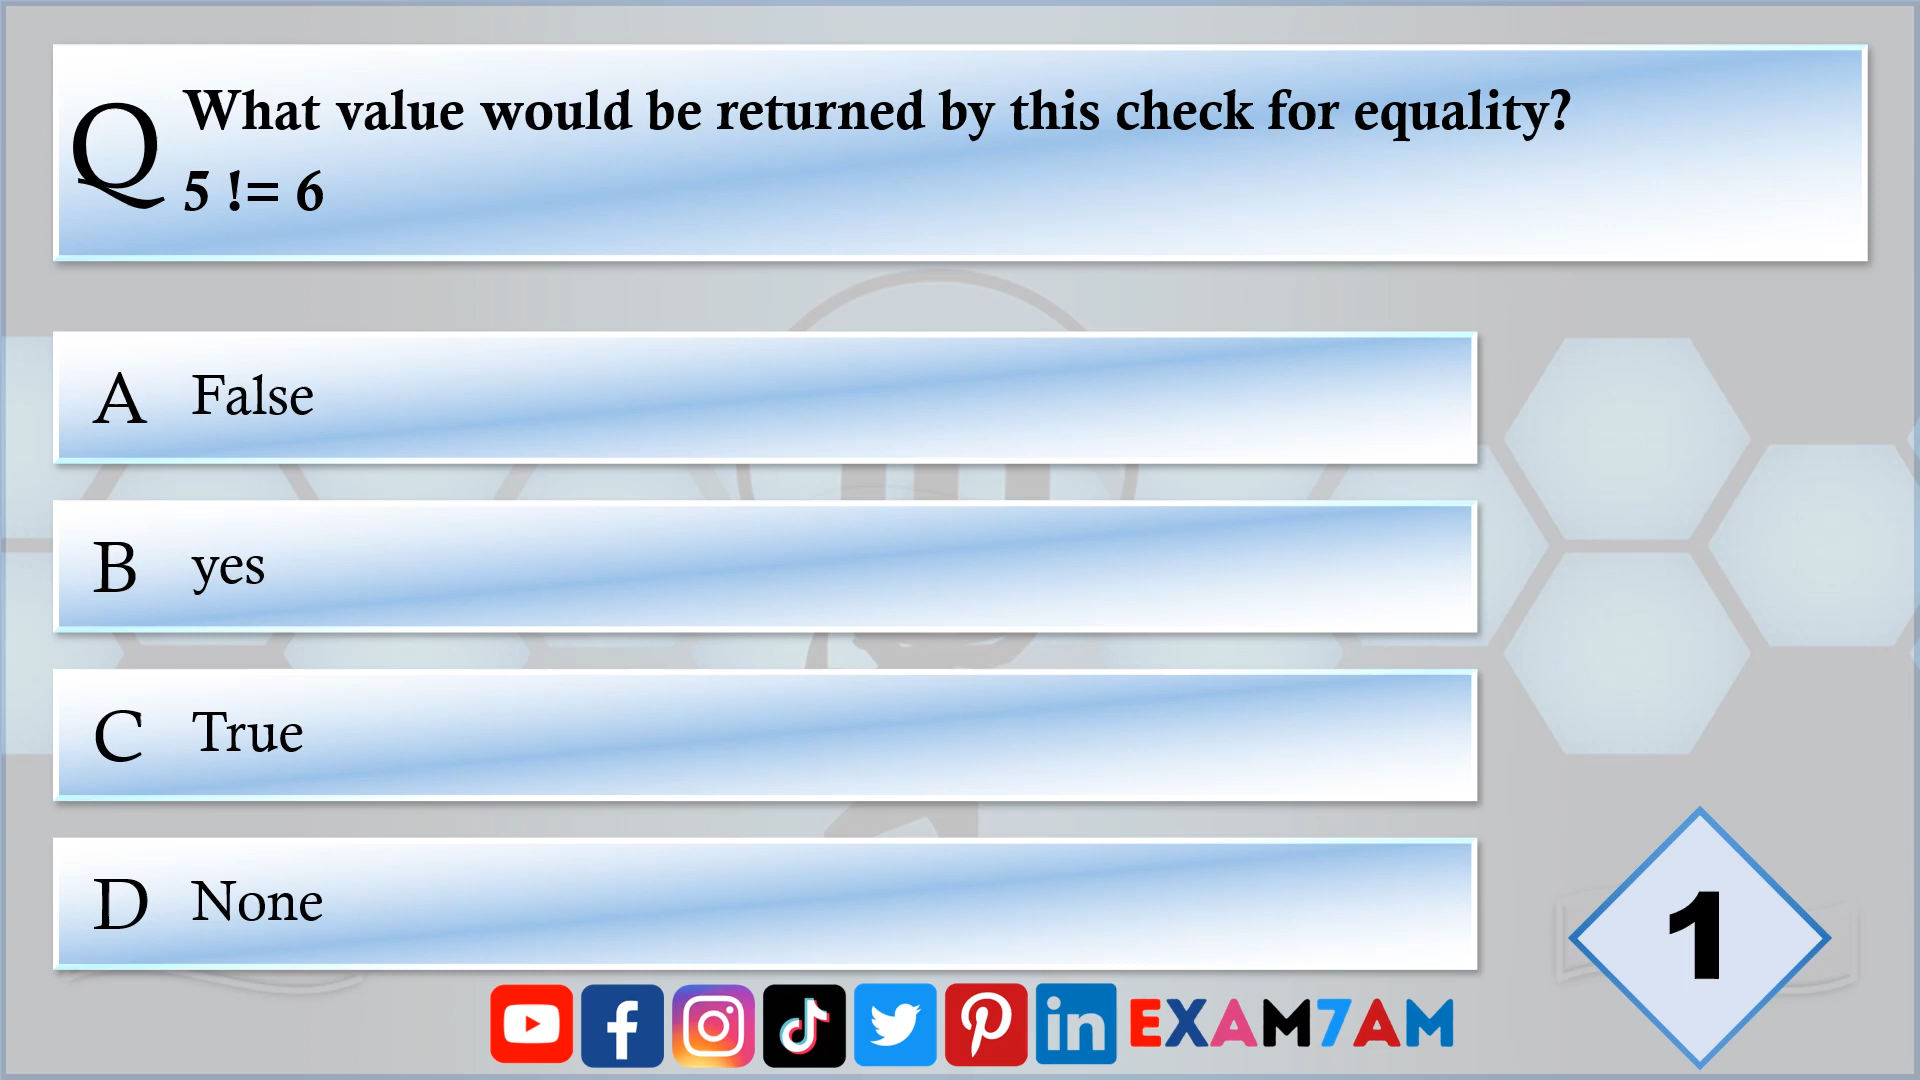 Q What value would be returned by this check for equality?
5 != 6
A False
B yes
C True
D None
1
EXAM7AM